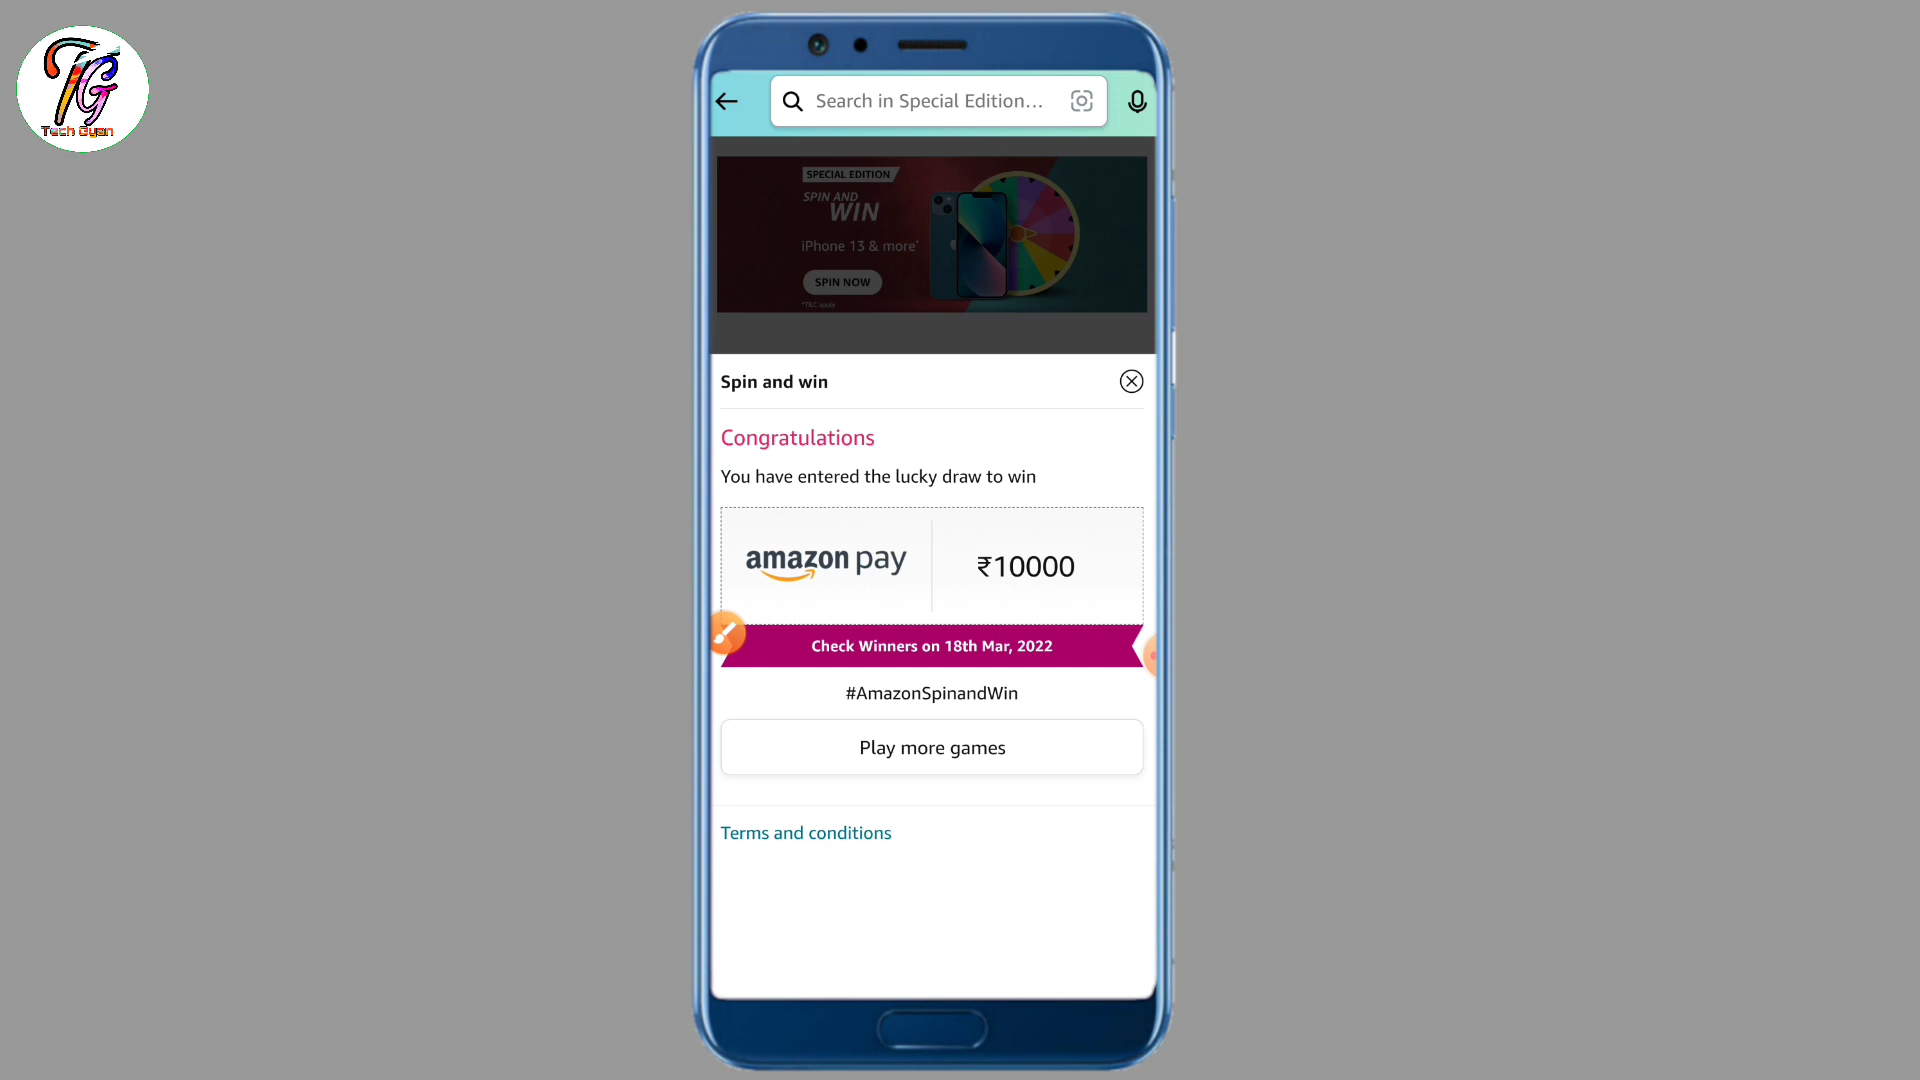 TG
Tech Gyan
Search in Special Edition...
SPECIAL EDITION
SPIN AND
WIN
iPhone 13 & more*
SPIN NOW
*T&C apply
Spin and win
Congratulations
You have entered the lucky draw to win
amazon pay
₹10000
Check Winners on 18th Mar, 2022
#AmazonSpinandWin
Play more games
Terms and conditions